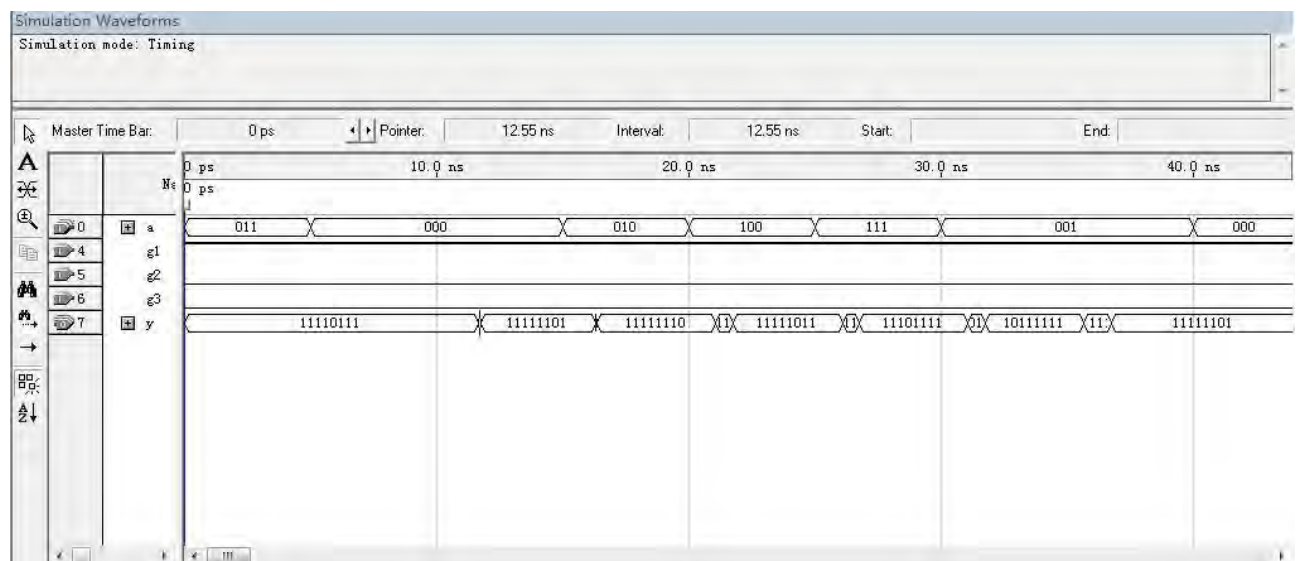 Simulation Waveforms
Simulation mode: Timing
Master Time Bar: 0 ps Pointer: 12.55 ns Interval: 12.55 ns Start: End:
A 0 ps 10.0 ns 20.0 ns 30.0 ns 40.0 ns
0 ps
0 a 011 000 010 100 111 001 000
4 g1
5 g2
6 g3
7 y 11110111 11111101 11111110 11111011 11101111 10111111 11111101